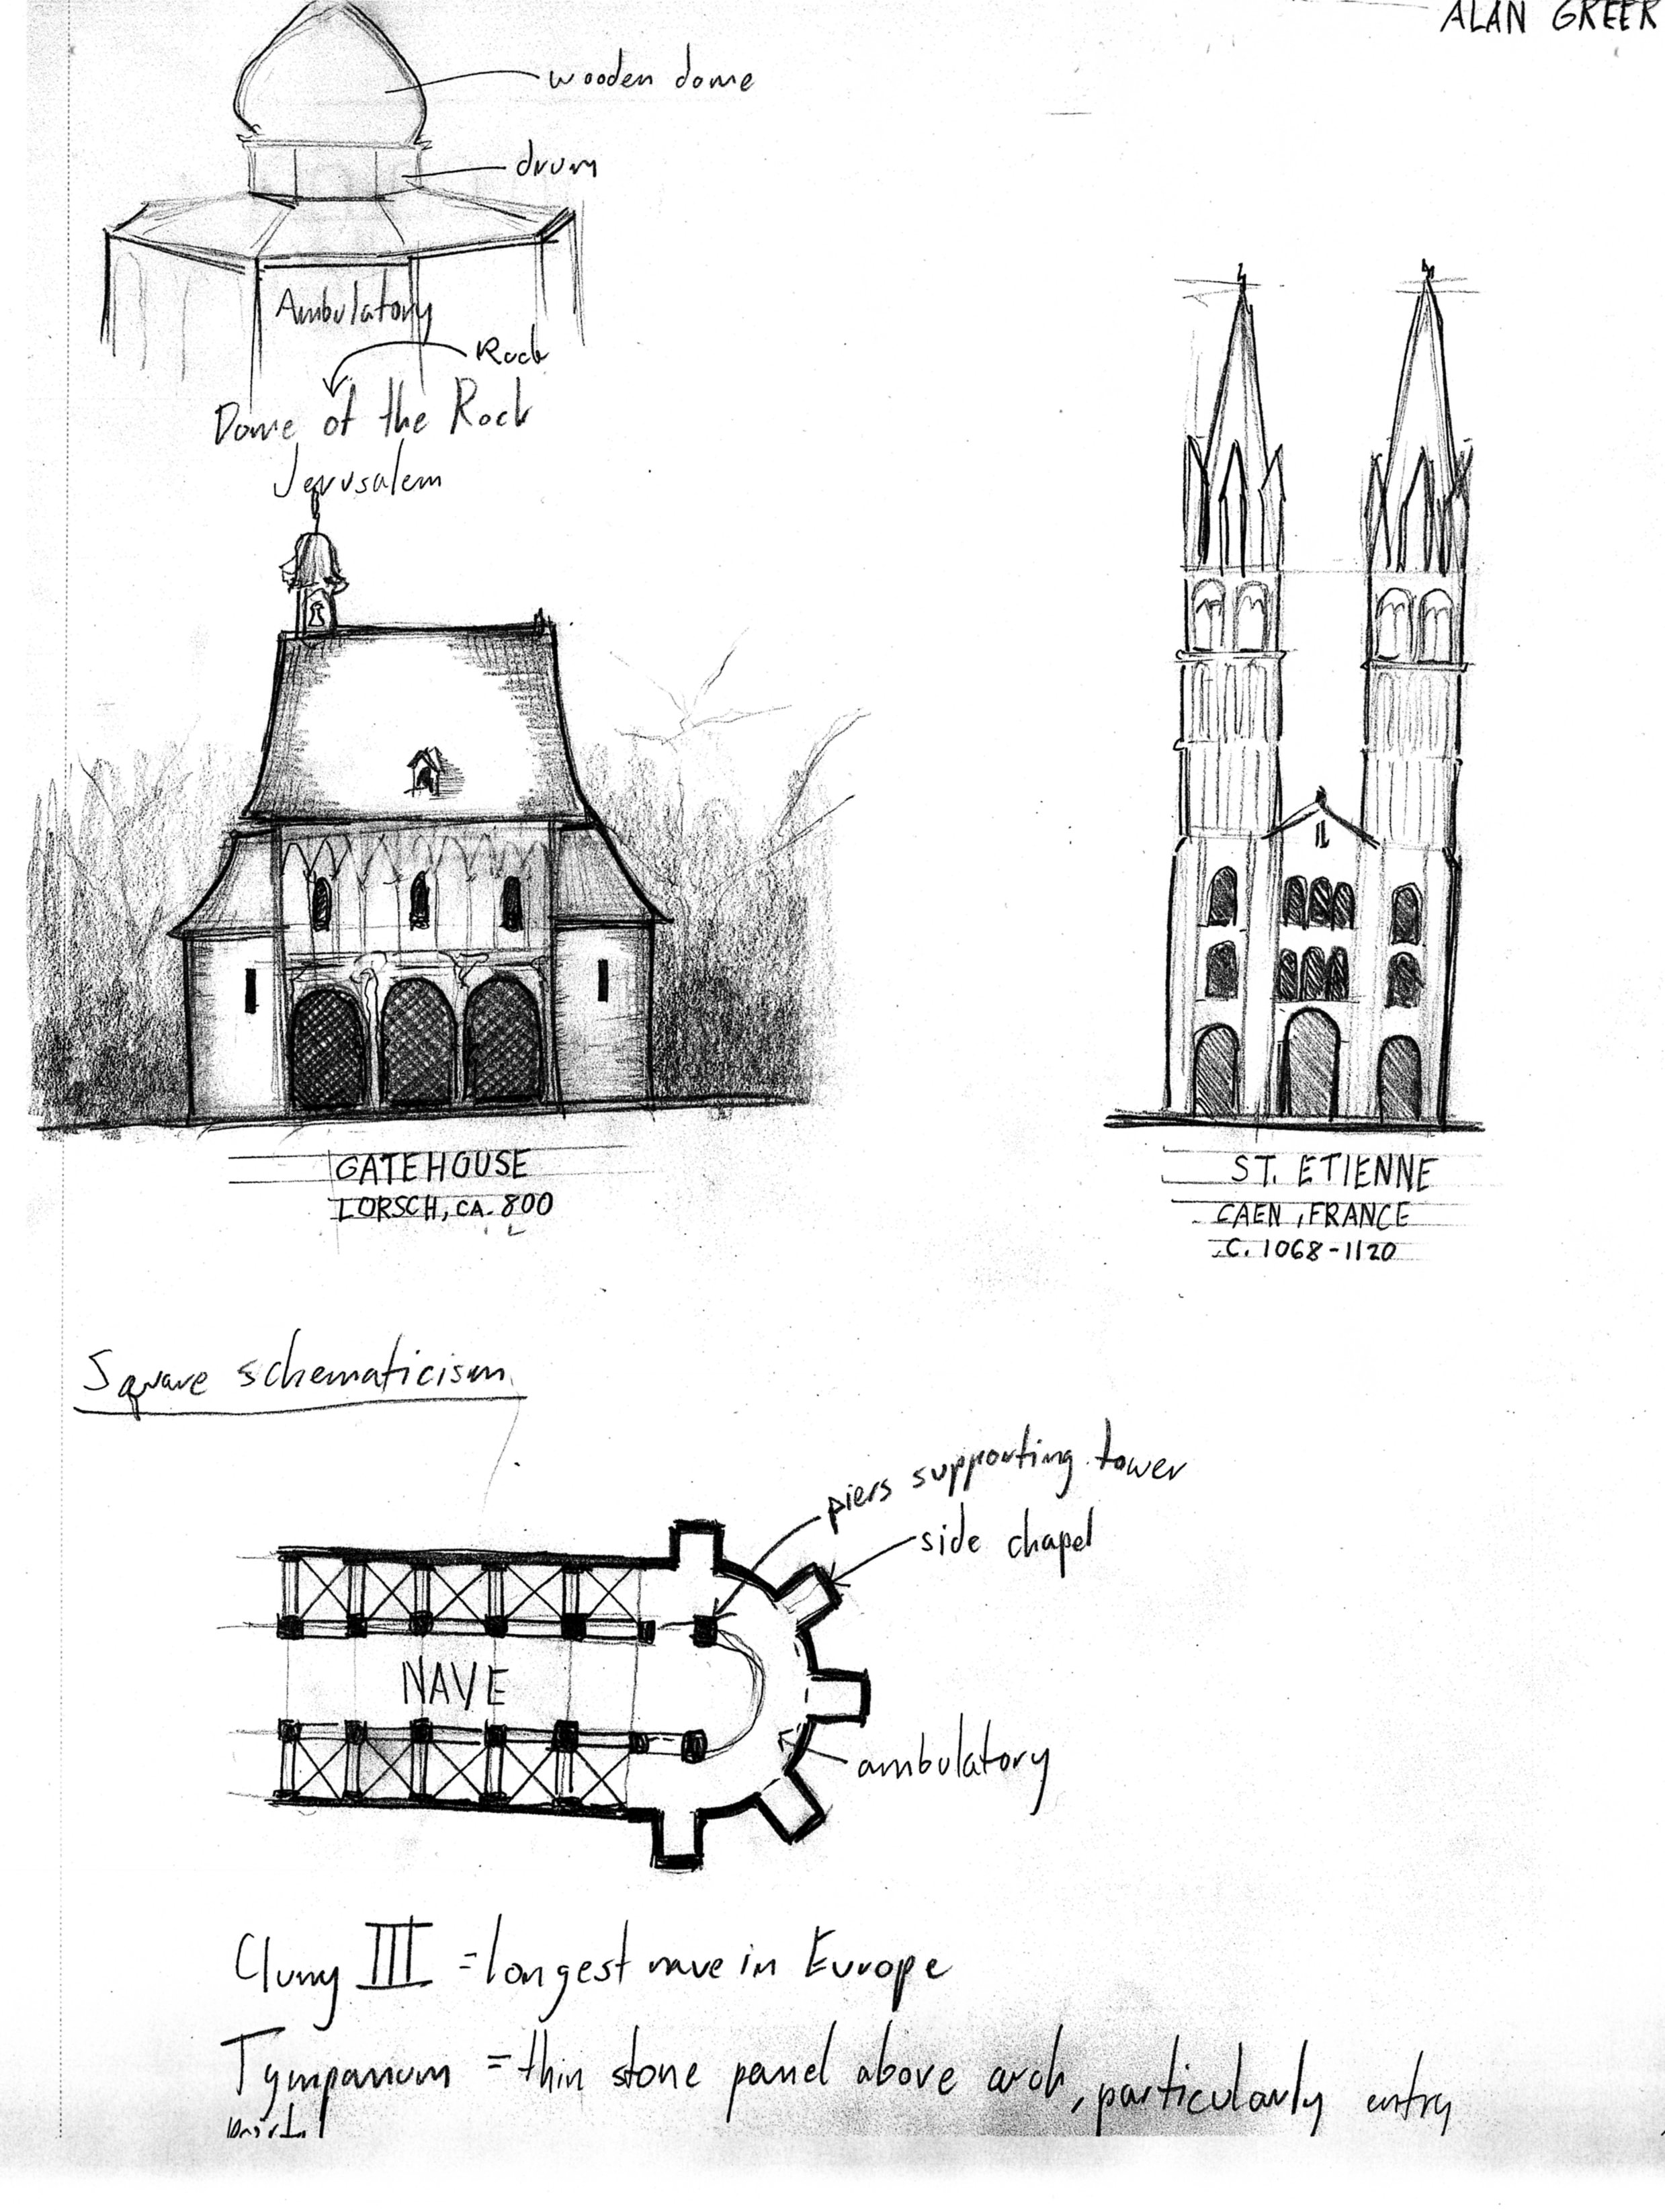 ALAN GREER
wooden dome
drum
Ambulatory
Rock
Dome of the Rock
Jerusalem
GATEHOUSE
LORSCH, CA. 800
ST. ETIENNE
CAEN, FRANCE
C. 1068-1120
Square schematicism
piers supporting tower
side chapel
NAVE
ambulatory
Cluny III = longest nave in Europe
Tympanum = thin stone panel above arch, particularly entry